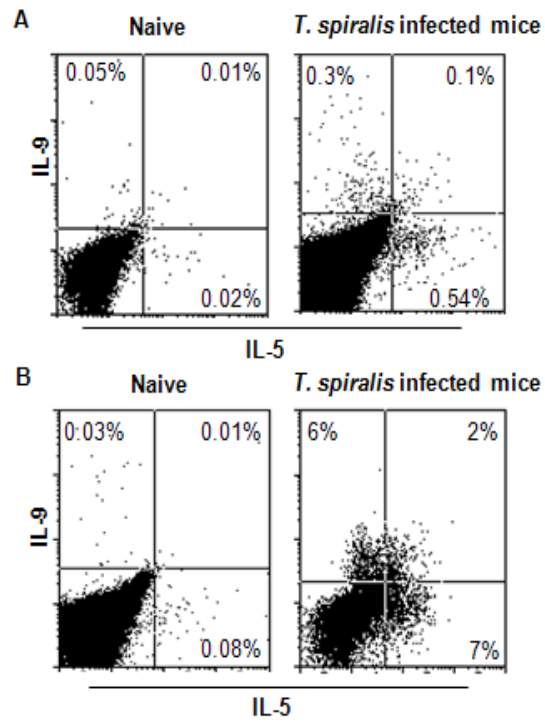 A
Naive
T. spiralis infected mice
0.05%
0.01%
0.3%
0.1%
IL-9
0.02%
0.54%
IL-5
B
Naive
T. spiralis infected mice
0:03%
0.01%
6%
2%
IL-9
0.08%
7%
IL-5